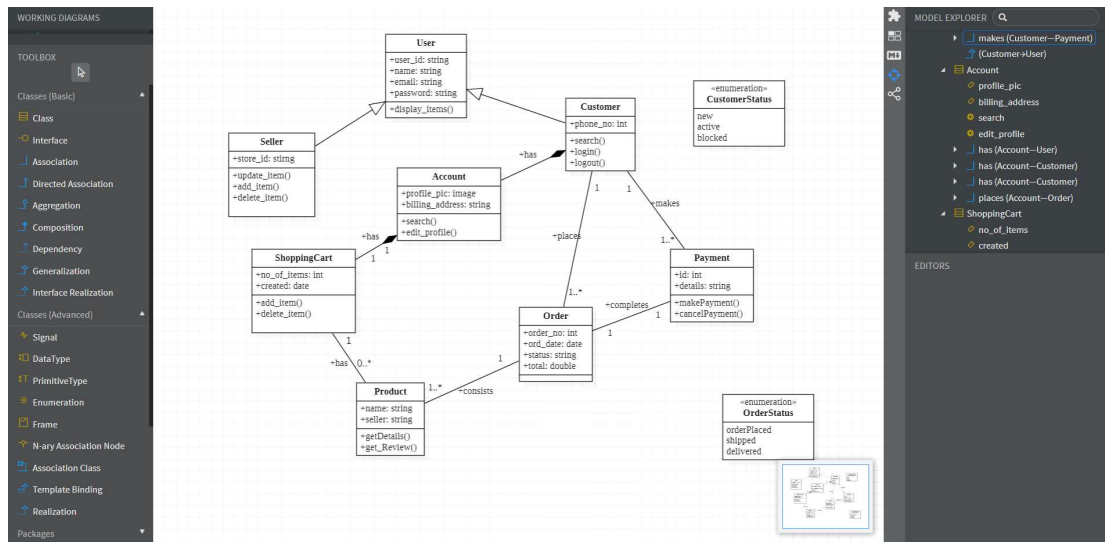 WORKING DIAGRAMS
TOOLBOX
Classes (Basic)
Class
Interface
Association
Directed Association
Aggregation
Composition
Dependency
Generalization
Interface Realization
Classes (Advanced)
Signal
DataType
PrimitiveType
Enumeration
Frame
N-ary Association Node
Association Class
Template Binding
Realization
Packages
User
+user_id: string
+name: string
+email: string
+password: string
+display_items()
Seller
+store_id: stirng
+update_item()
+add_item()
+delete_item()
Customer
+phone_no: int
+search()
+login()
+logout()
«enumeration»
CustomerStatus
new
active
blocked
+has
Account
+profile_pic: image
+billing_address: string
+search()
+edit_profile()
1
1
+makes
1..*
+places
1..*
+has
1
1
ShoppingCart
+no_of_items: int
+created: date
+add_item()
+delete_item()
Payment
+id: int
+details: string
+makePayment()
+cancelPayment()
+completes
1
1
Order
+order_no: int
+ord_date: date
+status: string
+total: double
1
+has
0..*
1
1..*
+consists
Product
+name: string
+seller: string
+getDetails()
+get_Review()
«enumeration»
OrderStatus
orderPlaced
shipped
delivered
M
MODEL EXPLORER
makes (Customer—Payment)
(Customer→User)
Account
profile_pic
billing_address
search
edit_profile
has (Account—User)
has (Account—Customer)
has (Account—Customer)
places (Account—Order)
ShoppingCart
no_of_items
created
EDITORS